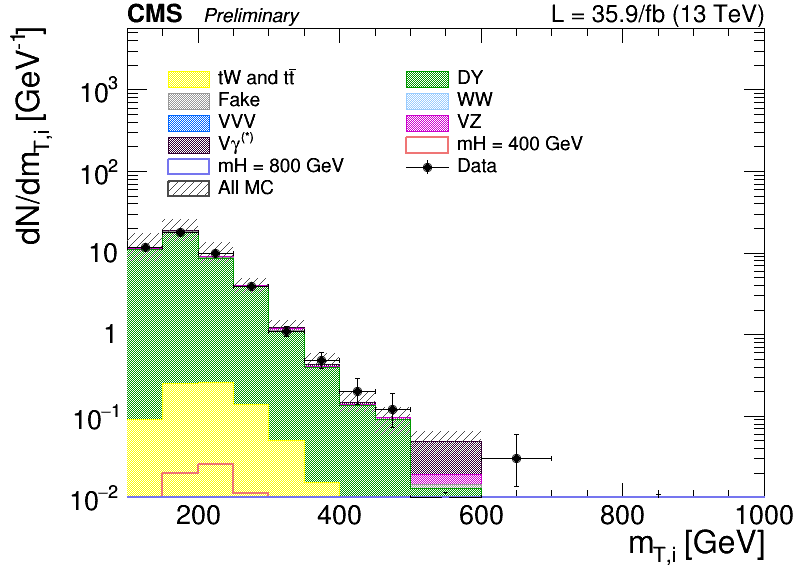 CMS Preliminary L = 35.9/fb (13 TeV)
dN/dm_{T,i} [GeV^{-1}]
tW and tt̄ DY
Fake WW
VVV VZ
Vγ^{(*)} mH = 400 GeV
mH = 800 GeV Data
All MC
10^{3}
10^{2}
10
1
10^{-1}
10^{-2}
200 400 600 800 1000
m_{T,i} [GeV]